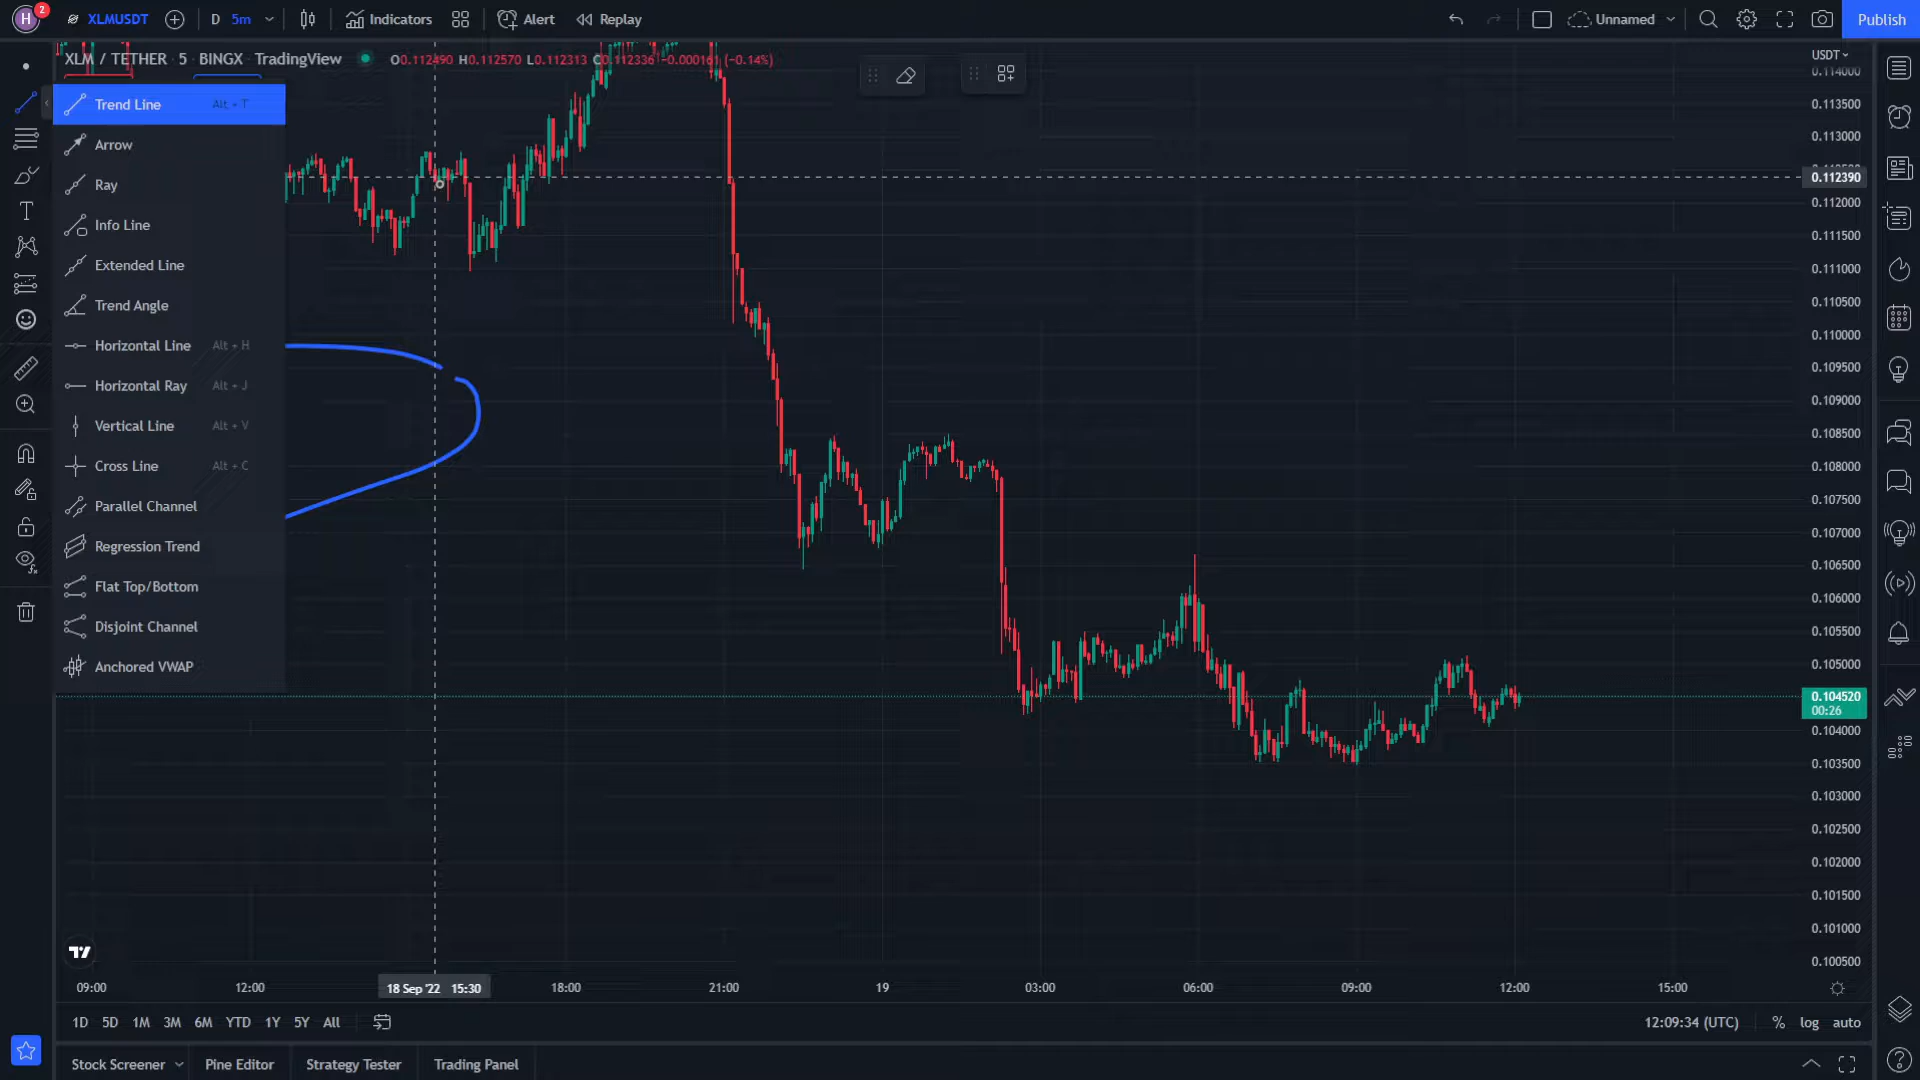 H 2 XLMUSDT D 5m Indicators Alert Replay Unnamed Publish
XLM / TETHER · 5 · BINGX · TradingView O0.112490 H0.112570 L0.112313 C0.112336 −0.000161 (−0.14%)
USDT
Trend Line Alt + T
Arrow
Ray
Info Line
Extended Line
Trend Angle
Horizontal Line Alt + H
Horizontal Ray Alt + J
Vertical Line Alt + V
Cross Line Alt + C
Parallel Channel
Regression Trend
Flat Top/Bottom
Disjoint Channel
Anchored VWAP
0.114000
0.113500
0.113000
0.112390
0.112000
0.111500
0.111000
0.110500
0.110000
0.109500
0.109000
0.108500
0.108000
0.107500
0.107000
0.106500
0.106000
0.105500
0.105000
0.104520
00:26
0.104000
0.103500
0.103000
0.102500
0.102000
0.101500
0.101000
0.100500
09:00 12:00 18 Sep '22 15:30 18:00 21:00 19 03:00 06:00 09:00 12:00 15:00
1D 5D 1M 3M 6M YTD 1Y 5Y All 12:09:34 (UTC) % log auto
Stock Screener Pine Editor Strategy Tester Trading Panel